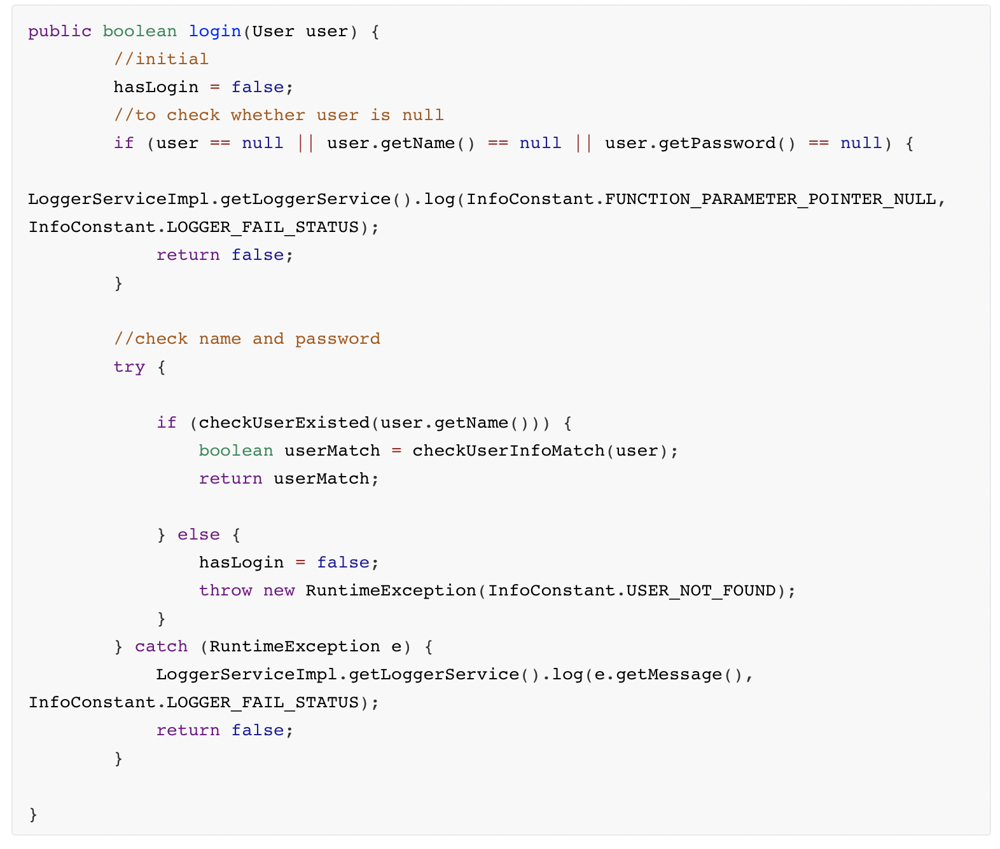 public boolean login(User user) {
        //initial
        hasLogin = false;
        //to check whether user is null
        if (user == null || user.getName() == null || user.getPassword() == null) {

LoggerServiceImpl.getLoggerService().log(InfoConstant.FUNCTION_PARAMETER_POINTER_NULL,
InfoConstant.LOGGER_FAIL_STATUS);
            return false;
        }

        //check name and password
        try {

            if (checkUserExisted(user.getName())) {
                boolean userMatch = checkUserInfoMatch(user);
                return userMatch;

            } else {
                hasLogin = false;
                throw new RuntimeException(InfoConstant.USER_NOT_FOUND);
            }
        } catch (RuntimeException e) {
            LoggerServiceImpl.getLoggerService().log(e.getMessage(),
InfoConstant.LOGGER_FAIL_STATUS);
            return false;
        }

}